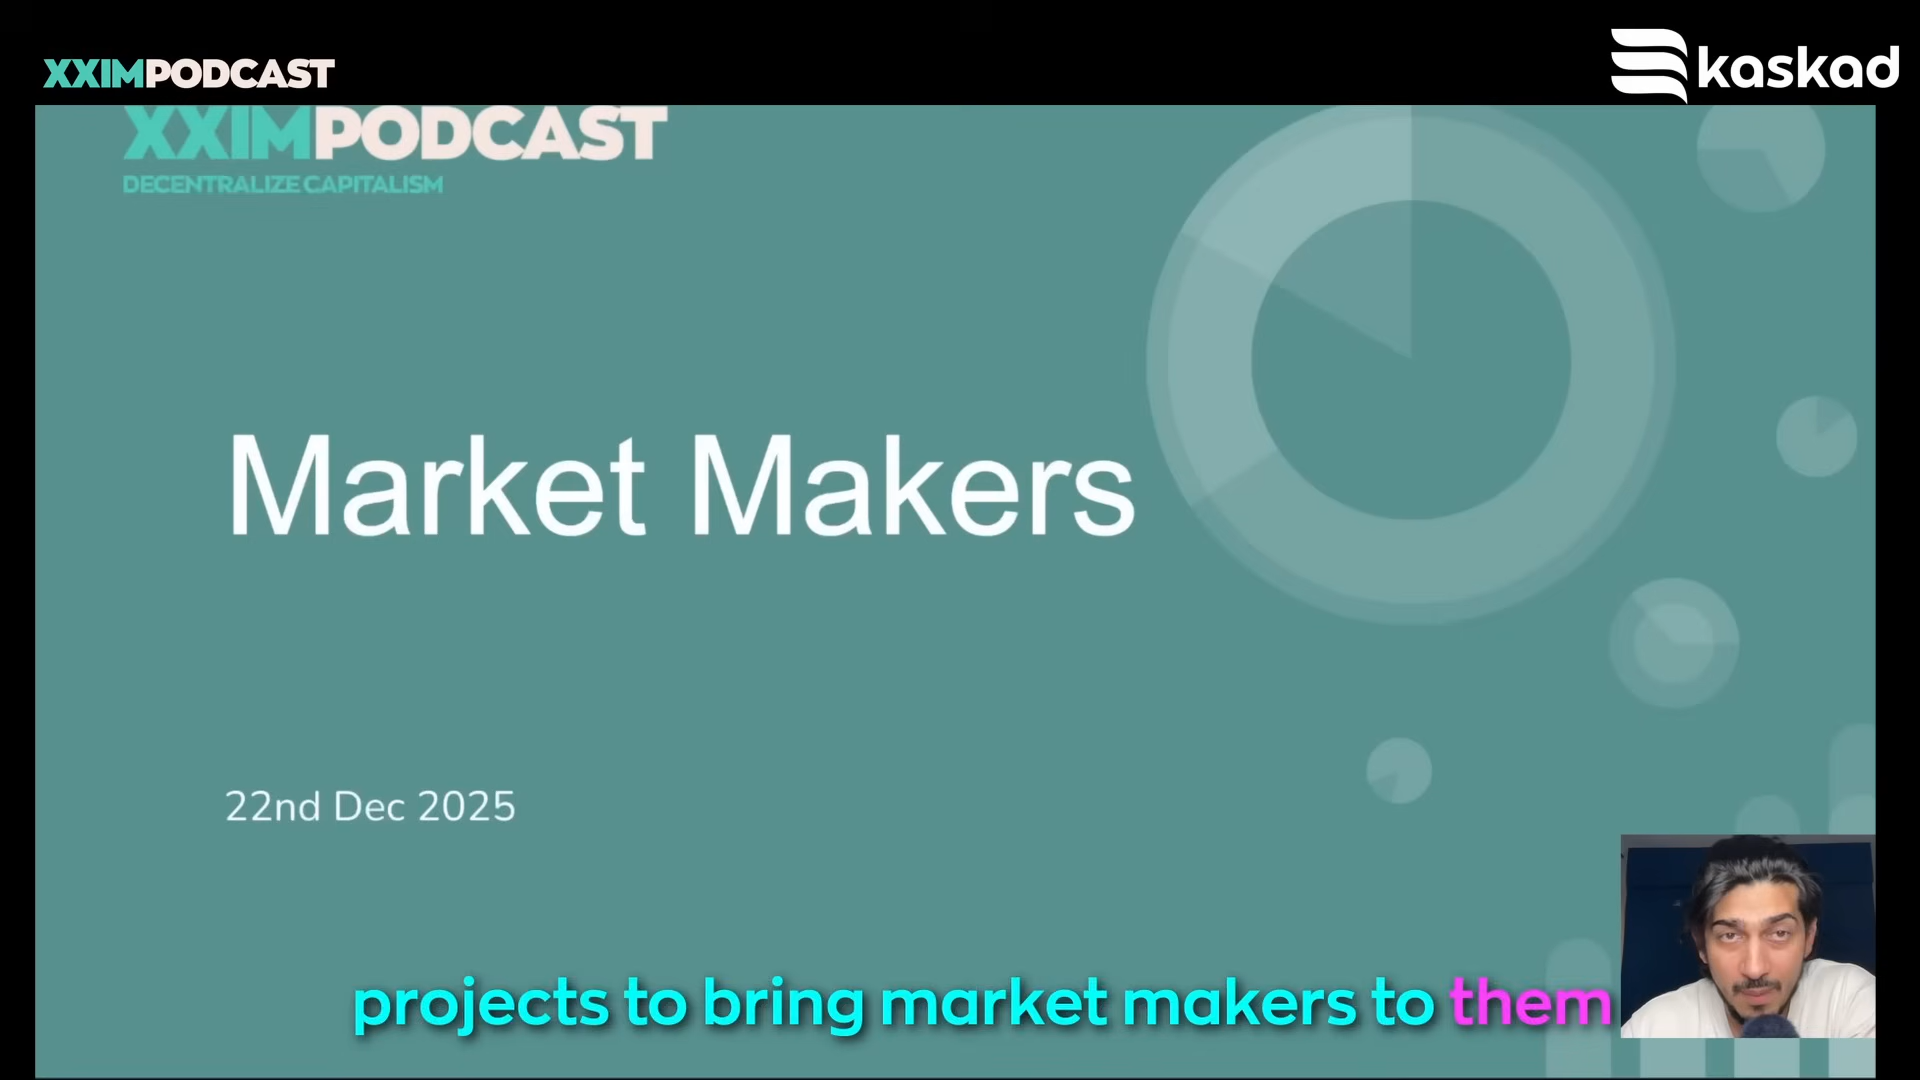 XXIMPODCAST
kaskad
XXIMPODCAST
DECENTRALIZE CAPITALISM
Market Makers
22nd Dec 2025
projects to bring market makers to them